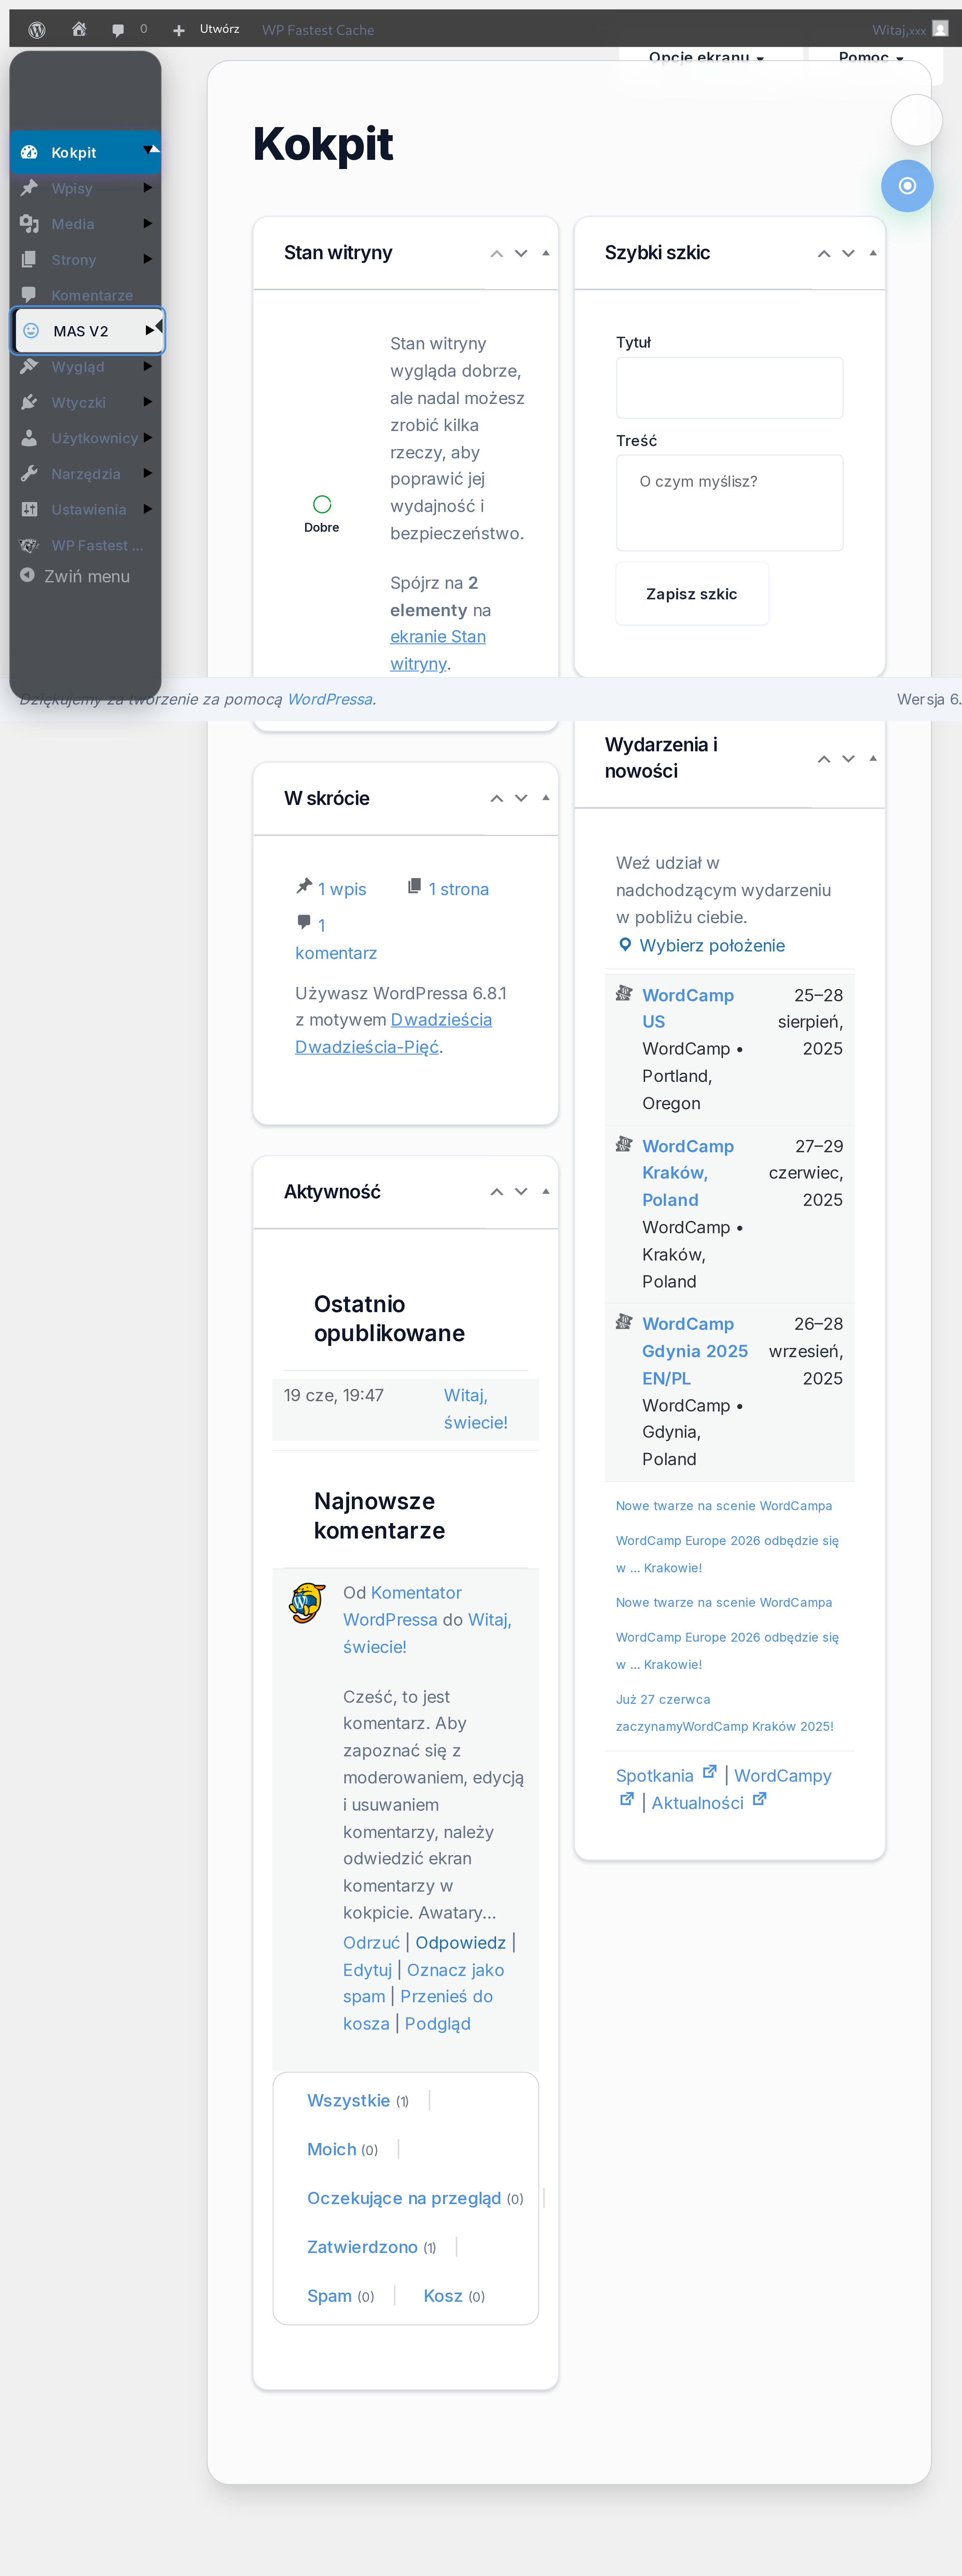 0 Utwórz WP Fastest Cache Witaj,xxx
Opcje ekranu Pomoc
Kokpit
Wpisy
Media
Strony
Komentarze
MAS V2
Wygląd
Wtyczki
Użytkownicy
Narzędzia
Ustawienia
WP Fastest ...
Zwiń menu
Kokpit
Stan witryny
Dobre
Stan witryny
wygląda dobrze,
ale nadal możesz
zrobić kilka
rzeczy, aby
poprawić jej
wydajność i
bezpieczeństwo.
Spójrz na 2
elementy na
ekranie Stan
witryny.
Szybki szkic
Tytuł
Treść
O czym myślisz?
Zapisz szkic
Dziękujemy za tworzenie za pomocą WordPressa.
Wersja 6.
W skrócie
1 wpis 1 strona
1
komentarz
Używasz WordPressa 6.8.1
z motywem Dwadzieścia
Dwadzieścia-Pięć.
Aktywność
Ostatnio
opublikowane
19 cze, 19:47 Witaj,
świecie!
Najnowsze
komentarze
Od Komentator
WordPressa do Witaj,
świecie!
Cześć, to jest
komentarz. Aby
zapoznać się z
moderowaniem, edycją
i usuwaniem
komentarzy, należy
odwiedzić ekran
komentarzy w
kokpicie. Awatary...
Odrzuć | Odpowiedz |
Edytuj | Oznacz jako
spam | Przenieś do
kosza | Podgląd
Wszystkie (1) |
Moich (0) |
Oczekujące na przegląd (0) |
Zatwierdzono (1) |
Spam (0) | Kosz (0)
Wydarzenia i
nowości
Weź udział w
nadchodzącym wydarzeniu
w pobliżu ciebie.
Wybierz położenie
WordCamp 25–28
US sierpień,
WordCamp • 2025
Portland,
Oregon
WordCamp 27–29
Kraków, czerwiec,
Poland 2025
WordCamp •
Kraków,
Poland
WordCamp 26–28
Gdynia 2025 wrzesień,
EN/PL 2025
WordCamp •
Gdynia,
Poland
Nowe twarze na scenie WordCampa
WordCamp Europe 2026 odbędzie się
w ... Krakowie!
Nowe twarze na scenie WordCampa
WordCamp Europe 2026 odbędzie się
w ... Krakowie!
Już 27 czerwca
zaczynamyWordCamp Kraków 2025!
Spotkania | WordCampy
| Aktualności